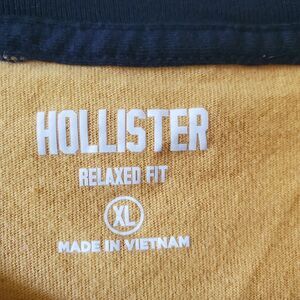 HOLLISTER
RELAXED FIT
XL
MADE IN VIETNAM